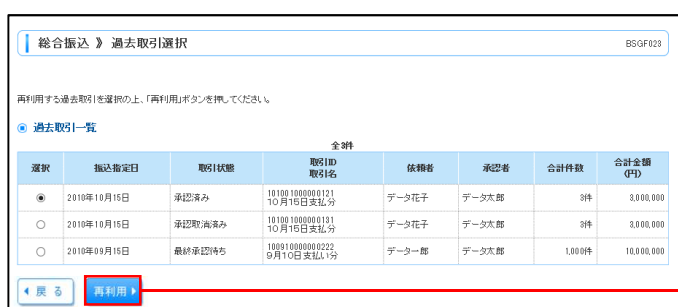 総合振込 》 過去取引選択 BSGF023
再利用する過去取引を選択の上、「再利用」ボタンを押してください。
過去取引一覧
全3件
選択 振込指定日 取引状態 取引ID 取引名 依頼者 承認者 合計件数 合計金額 (円)
2010年10月15日 承認済み 101001000000121 10月15日支払分 データ花子 データ太郎 3件 3,000,000
2010年10月15日 承認取消済み 101001000000131 10月15日支払分 データ花子 データ太郎 3件 3,000,000
2010年09月15日 最終承認待ち 100910000000222 9月10日支払い分 データ一郎 データ太郎 1,000件 10,000,000
戻る 再利用